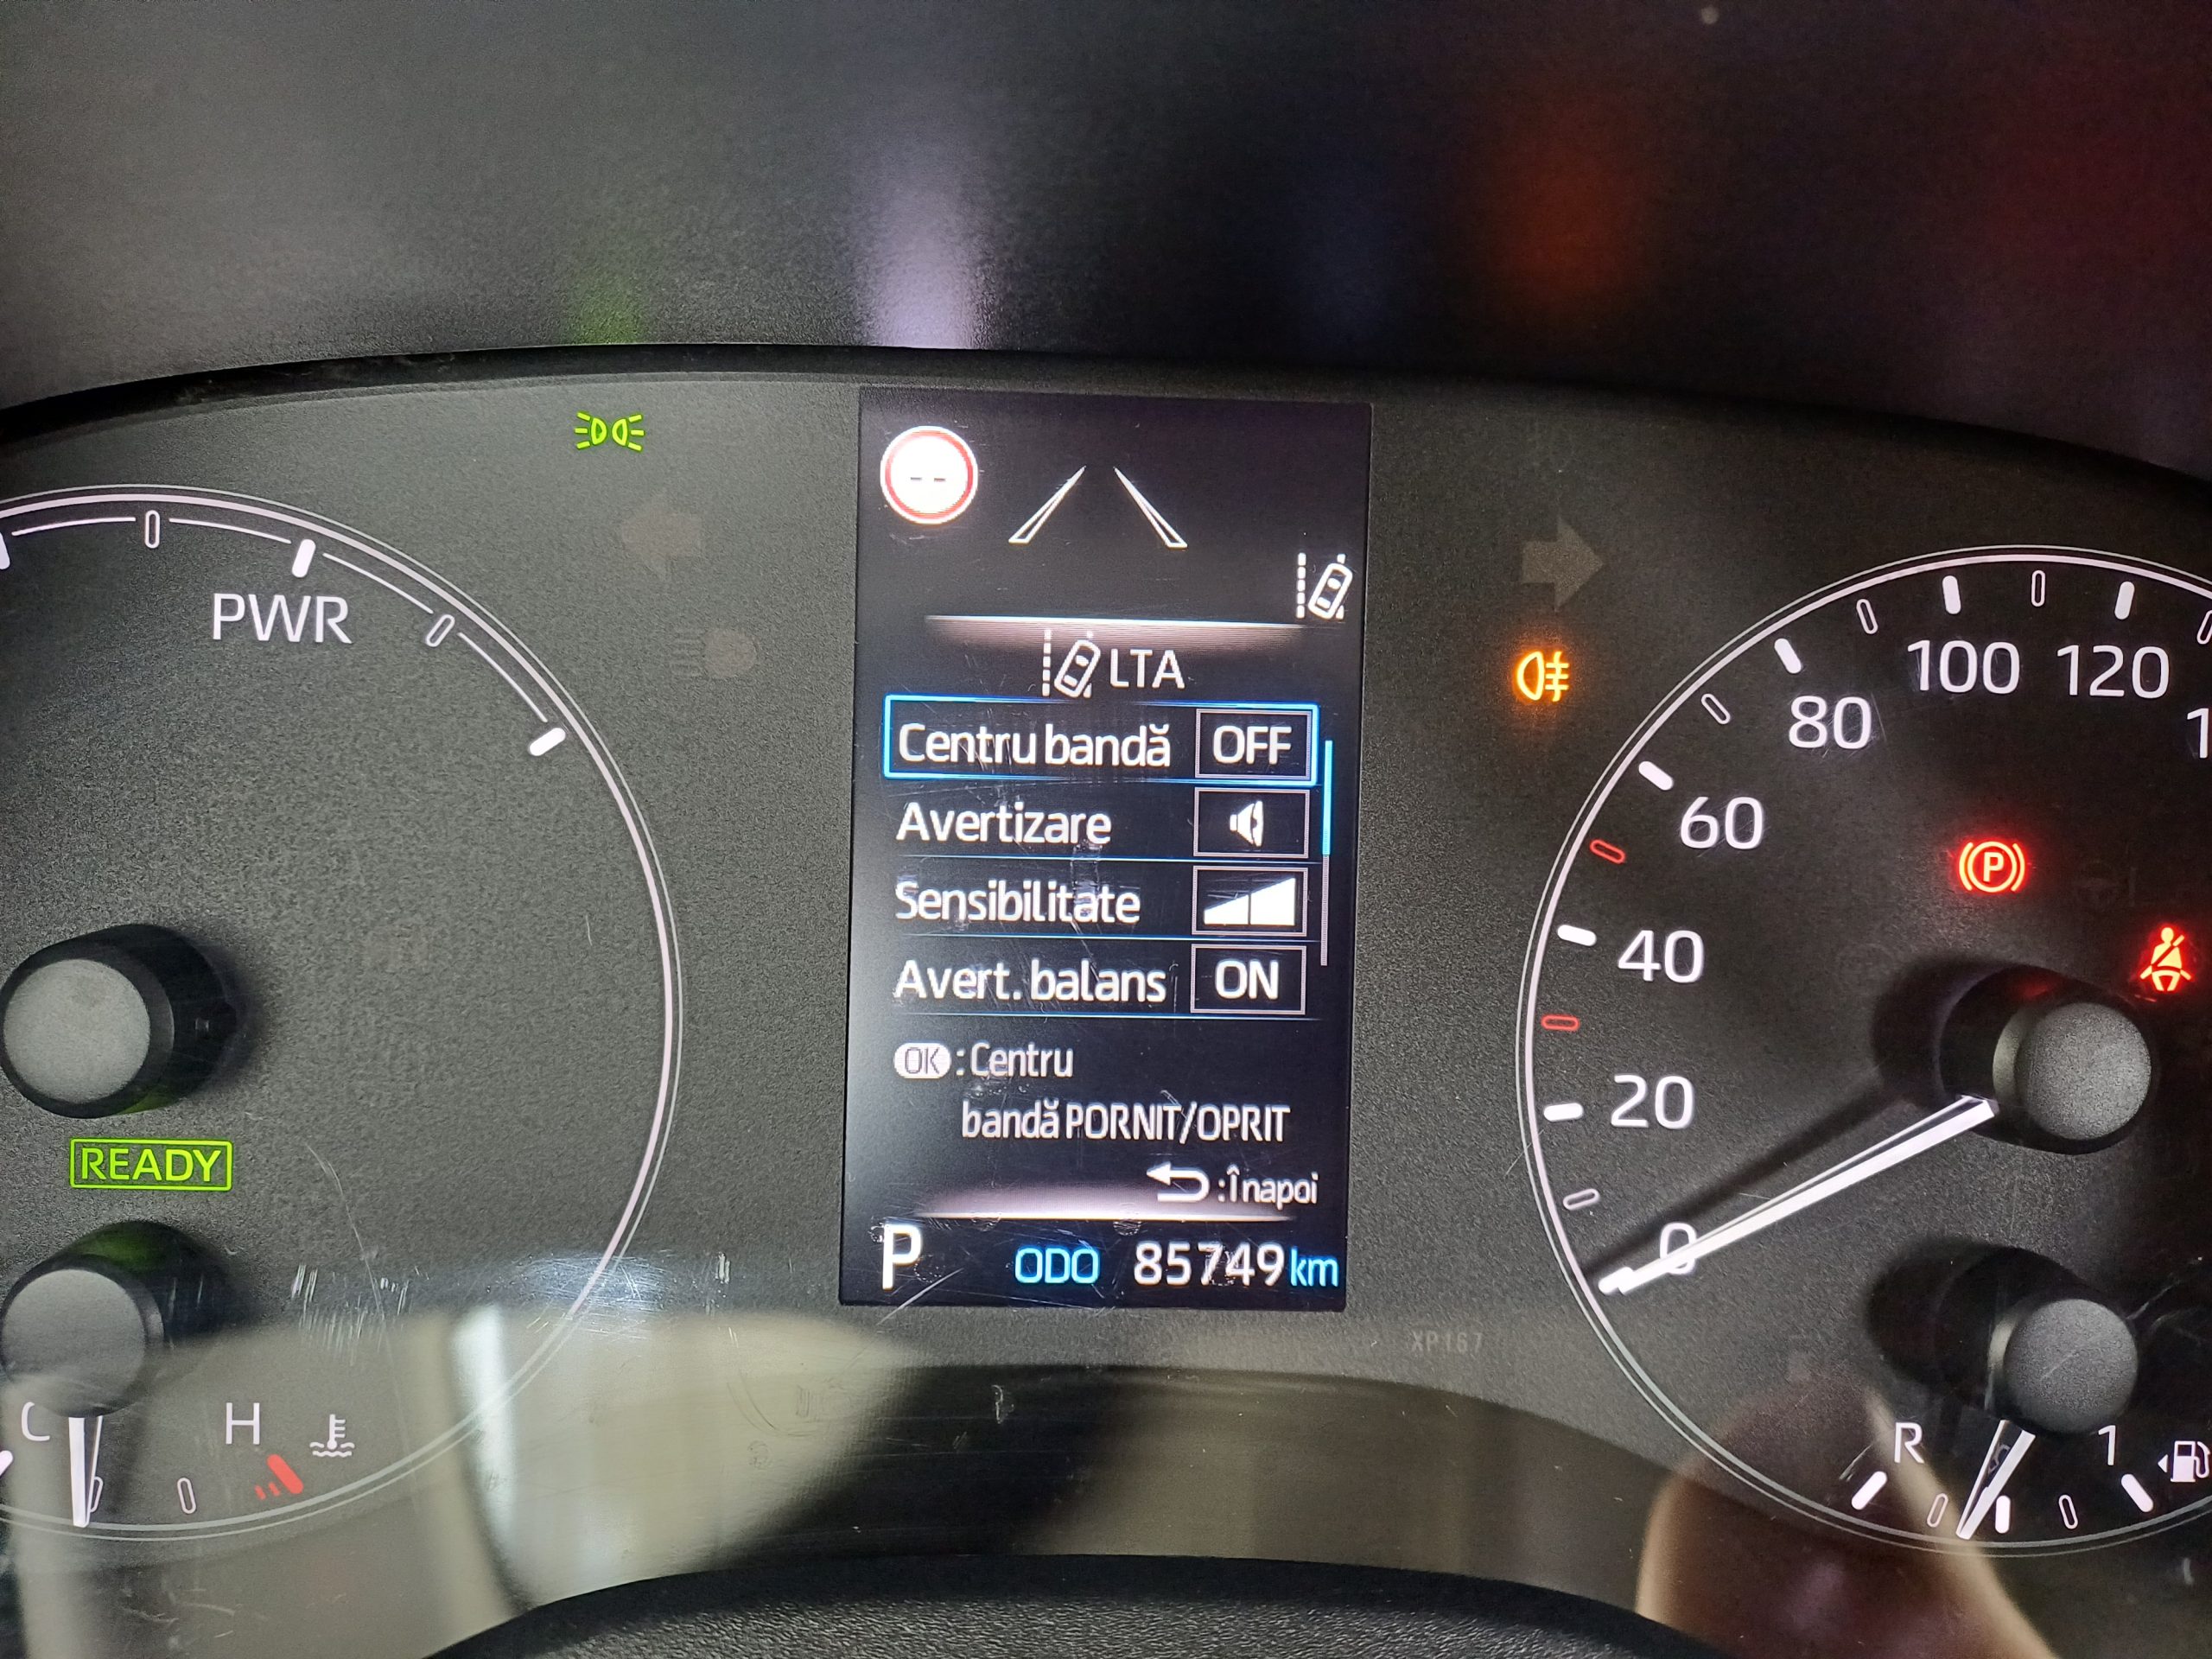 PWR
READY
C
H
--
LTA
Centru bandă OFF
Avertizare
Sensibilitate
Avert. balans ON
OK :Centru
bandă PORNIT/OPRIT
:Înapoi
P ODO 85749 km
XP167
0
20
40
60
80
100
120
P
R
1